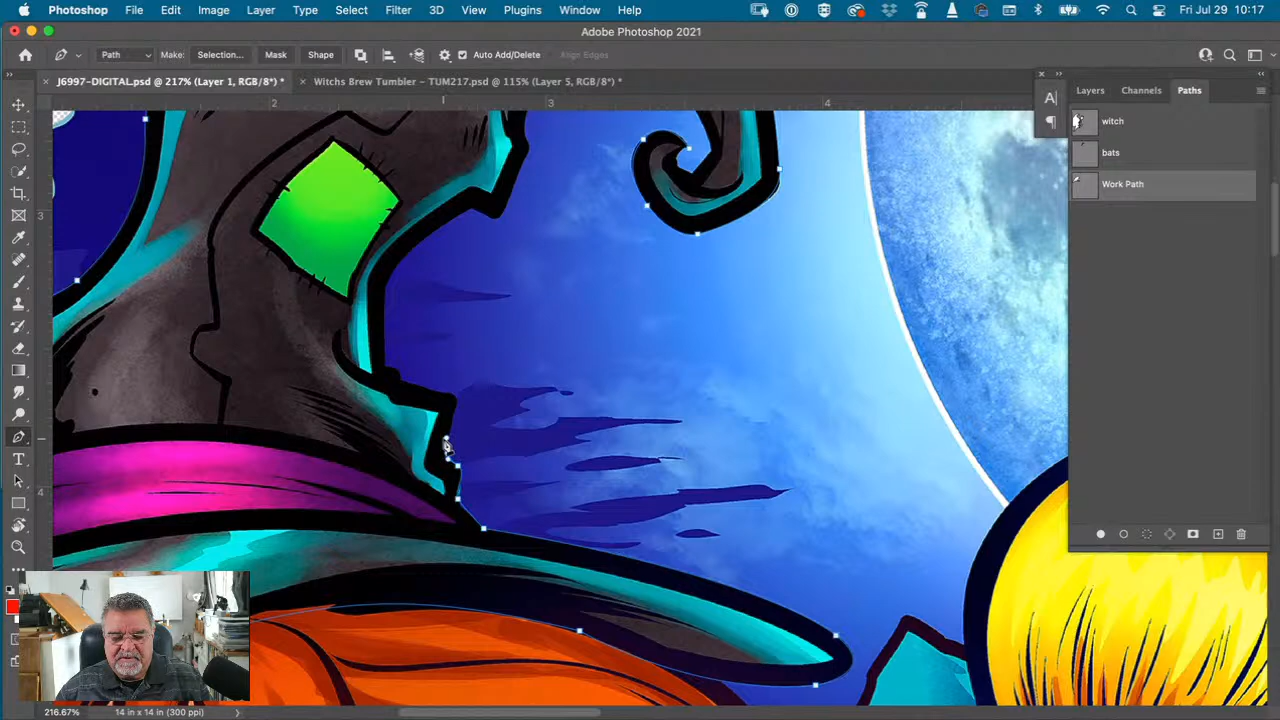 Photoshop File Edit Image Layer Type Select Filter 3D View Plugins Window Help Fri Jul 29 10:17
Adobe Photoshop 2021
Path Make: Selection... Mask Shape Auto Add/Delete Align Edges
J6997-DIGITAL.psd @ 217% (Layer 1, RGB/8*) * Witchs Brew Tumbler - TUM217.psd @ 115% (Layer 5, RGB/8*) *
2 3 4
Layers Channels Paths
witch
bats
Work Path
3
4
216.67% 14 in x 14 in (300 ppi)